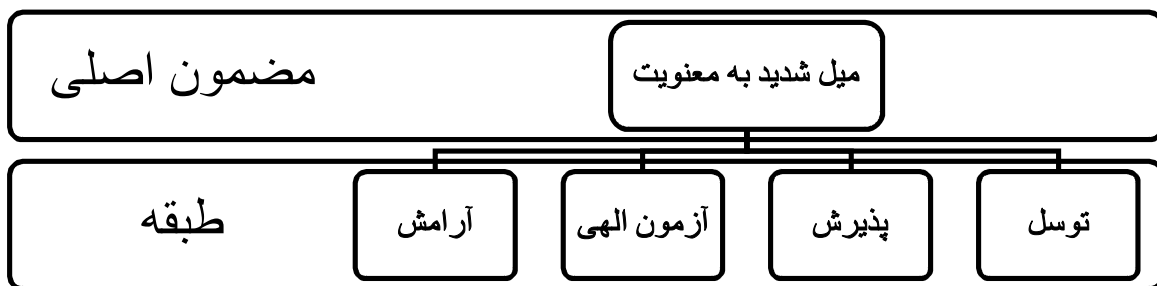 مضمون اصلی
میل شدید به معنویت
طبقه
توسل
پذیرش
آزمون الهی
آرامش